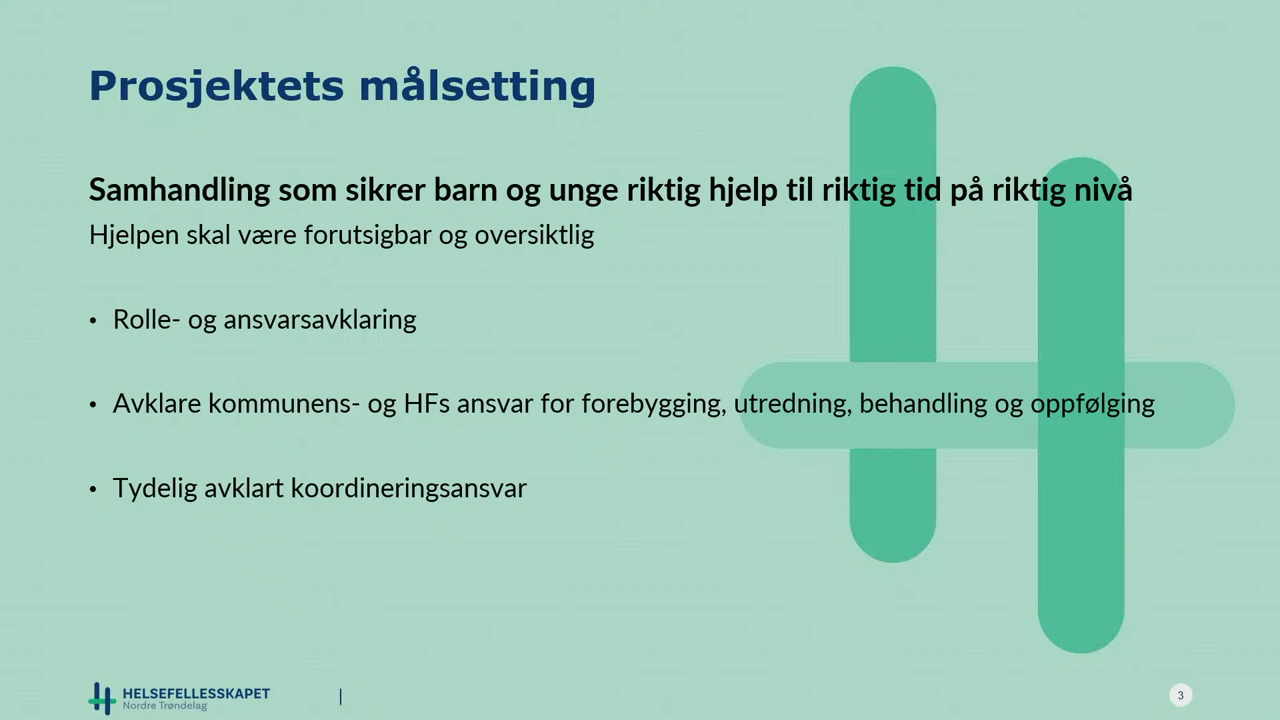 Prosjektets målsetting
Samhandling som sikrer barn og unge riktig hjelp til riktig tid på riktig nivå
Hjelpen skal være forutsigbar og oversiktlig
• Rolle- og ansvarsavklaring
• Avklare kommunens- og HFs ansvar for forebygging, utredning, behandling og oppfølging
• Tydelig avklart koordineringsansvar
HELSEFELLESSKAPET
Nordre Trøndelag
|
3